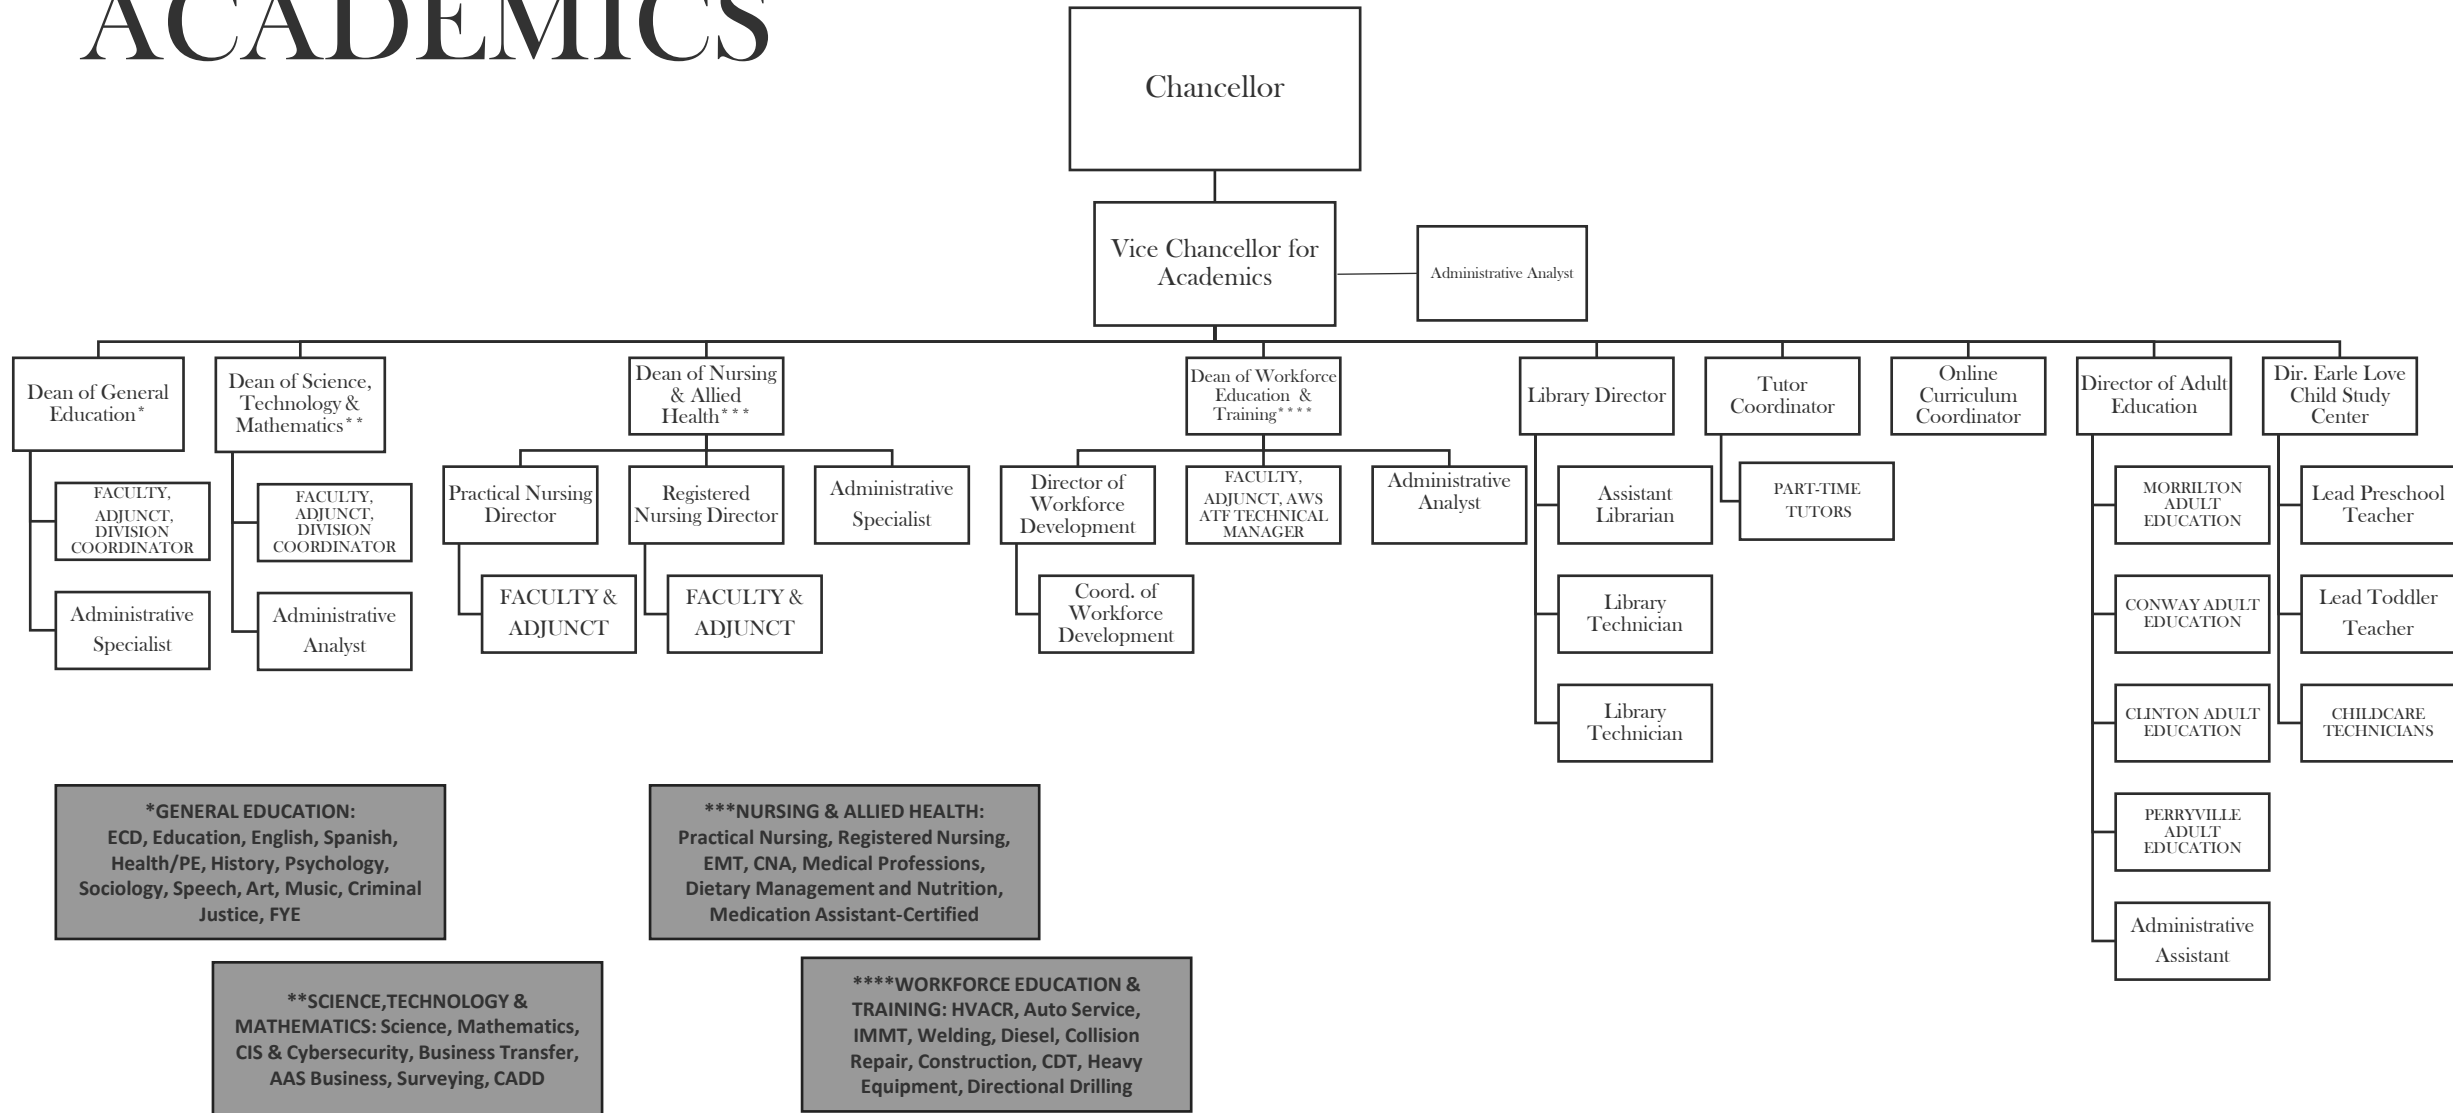 ACADEMICS
Chancellor
Vice Chancellor for
Academics
Administrative Analyst
Dean of General
Education*
Dean of Science,
Technology &
Mathematics**
Dean of Nursing
& Allied
Health***
Dean of Workforce
Education &
Training****
Library Director
Tutor
Coordinator
Online
Curriculum
Coordinator
Director of Adult
Education
Dir. Earle Love
Child Study
Center
FACULTY,
ADJUNCT,
DIVISION
COORDINATOR
Administrative
Specialist
FACULTY,
ADJUNCT,
DIVISION
COORDINATOR
Administrative
Analyst
Practical Nursing
Director
FACULTY &
ADJUNCT
Registered
Nursing Director
FACULTY &
ADJUNCT
Administrative
Specialist
Director of
Workforce
Development
Coord. of
Workforce
Development
FACULTY,
ADJUNCT, AWS
ATF TECHNICAL
MANAGER
Administrative
Analyst
Assistant
Librarian
Library
Technician
Library
Technician
PART-TIME
TUTORS
MORRILTON
ADULT
EDUCATION
CONWAY ADULT
EDUCATION
CLINTON ADULT
EDUCATION
PERRYVILLE
ADULT
EDUCATION
Administrative
Assistant
Lead Preschool
Teacher
Lead Toddler
Teacher
CHILDCARE
TECHNICIANS
*GENERAL EDUCATION:
ECD, Education, English, Spanish,
Health/PE, History, Psychology,
Sociology, Speech, Art, Music, Criminal
Justice, FYE
***NURSING & ALLIED HEALTH:
Practical Nursing, Registered Nursing,
EMT, CNA, Medical Professions,
Dietary Management and Nutrition,
Medication Assistant-Certified
**SCIENCE,TECHNOLOGY &
MATHEMATICS: Science, Mathematics,
CIS & Cybersecurity, Business Transfer,
AAS Business, Surveying, CADD
****WORKFORCE EDUCATION &
TRAINING: HVACR, Auto Service,
IMMT, Welding, Diesel, Collision
Repair, Construction, CDT, Heavy
Equipment, Directional Drilling